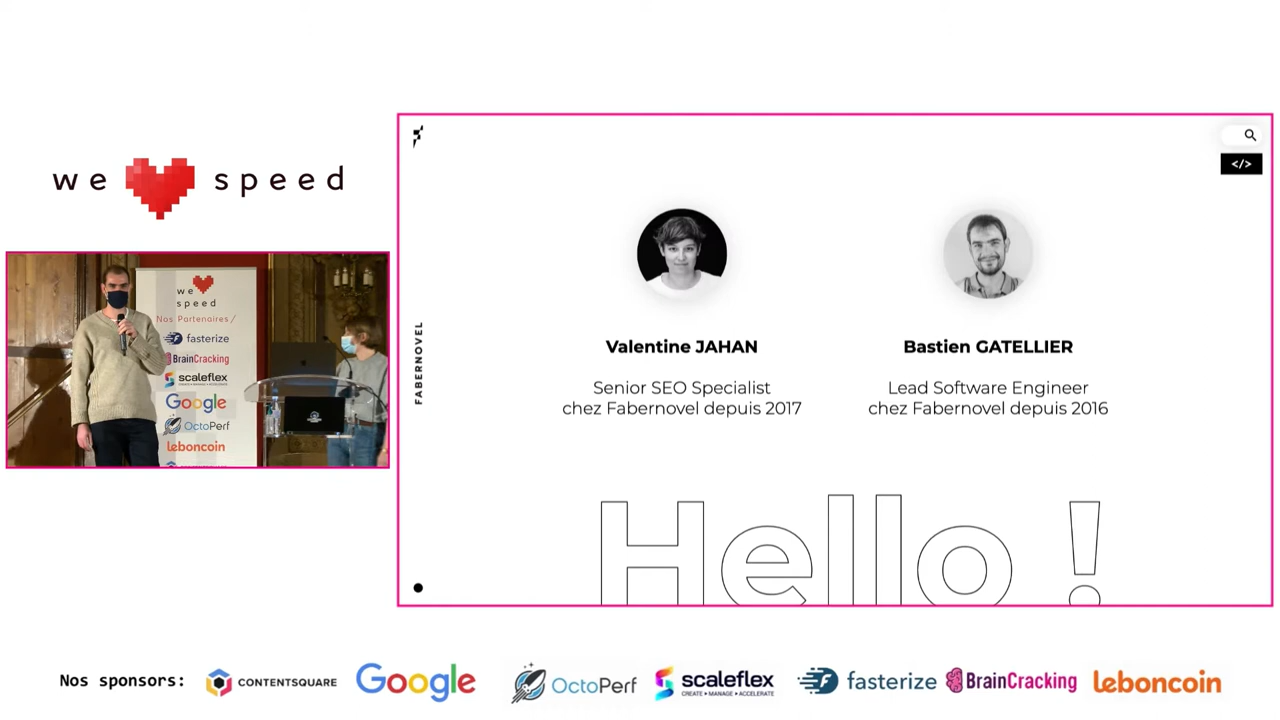 we speed
we
speed
Nos Partenaires /
fasterize
BrainCracking
scaleflex
Google
OctoPerf
leboncoin
</>
FABERNOVEL
Valentine JAHAN
Senior SEO Specialist
chez Fabernovel depuis 2017
Bastien GATELLIER
Lead Software Engineer
chez Fabernovel depuis 2016
Hello !
Nos sponsors: CONTENTSQUARE Google OctoPerf scaleflex fasterize BrainCracking leboncoin
CREATE • MANAGE • ACCELERATE